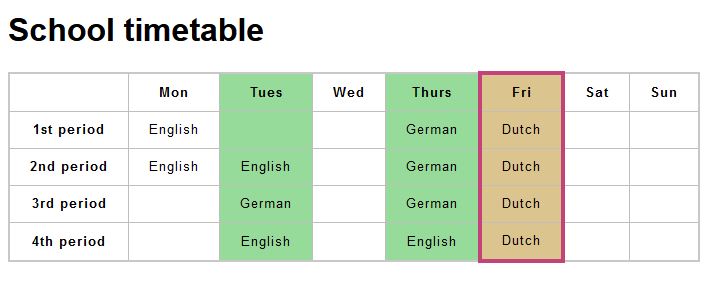 School timetable
Mon Tues Wed Thurs Fri Sat Sun
1st period English German Dutch
2nd period English English German Dutch
3rd period German German Dutch
4th period English English Dutch